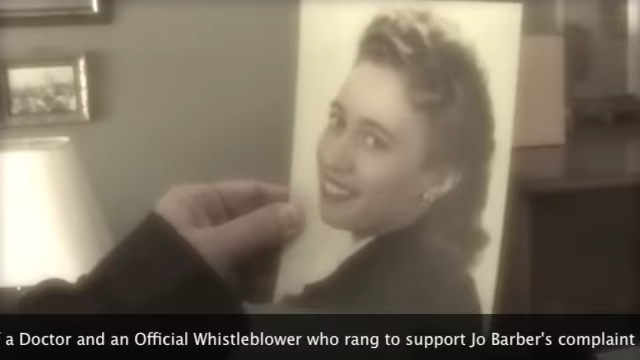 a Doctor and an Official Whistleblower who rang to support Jo Barber's complaint